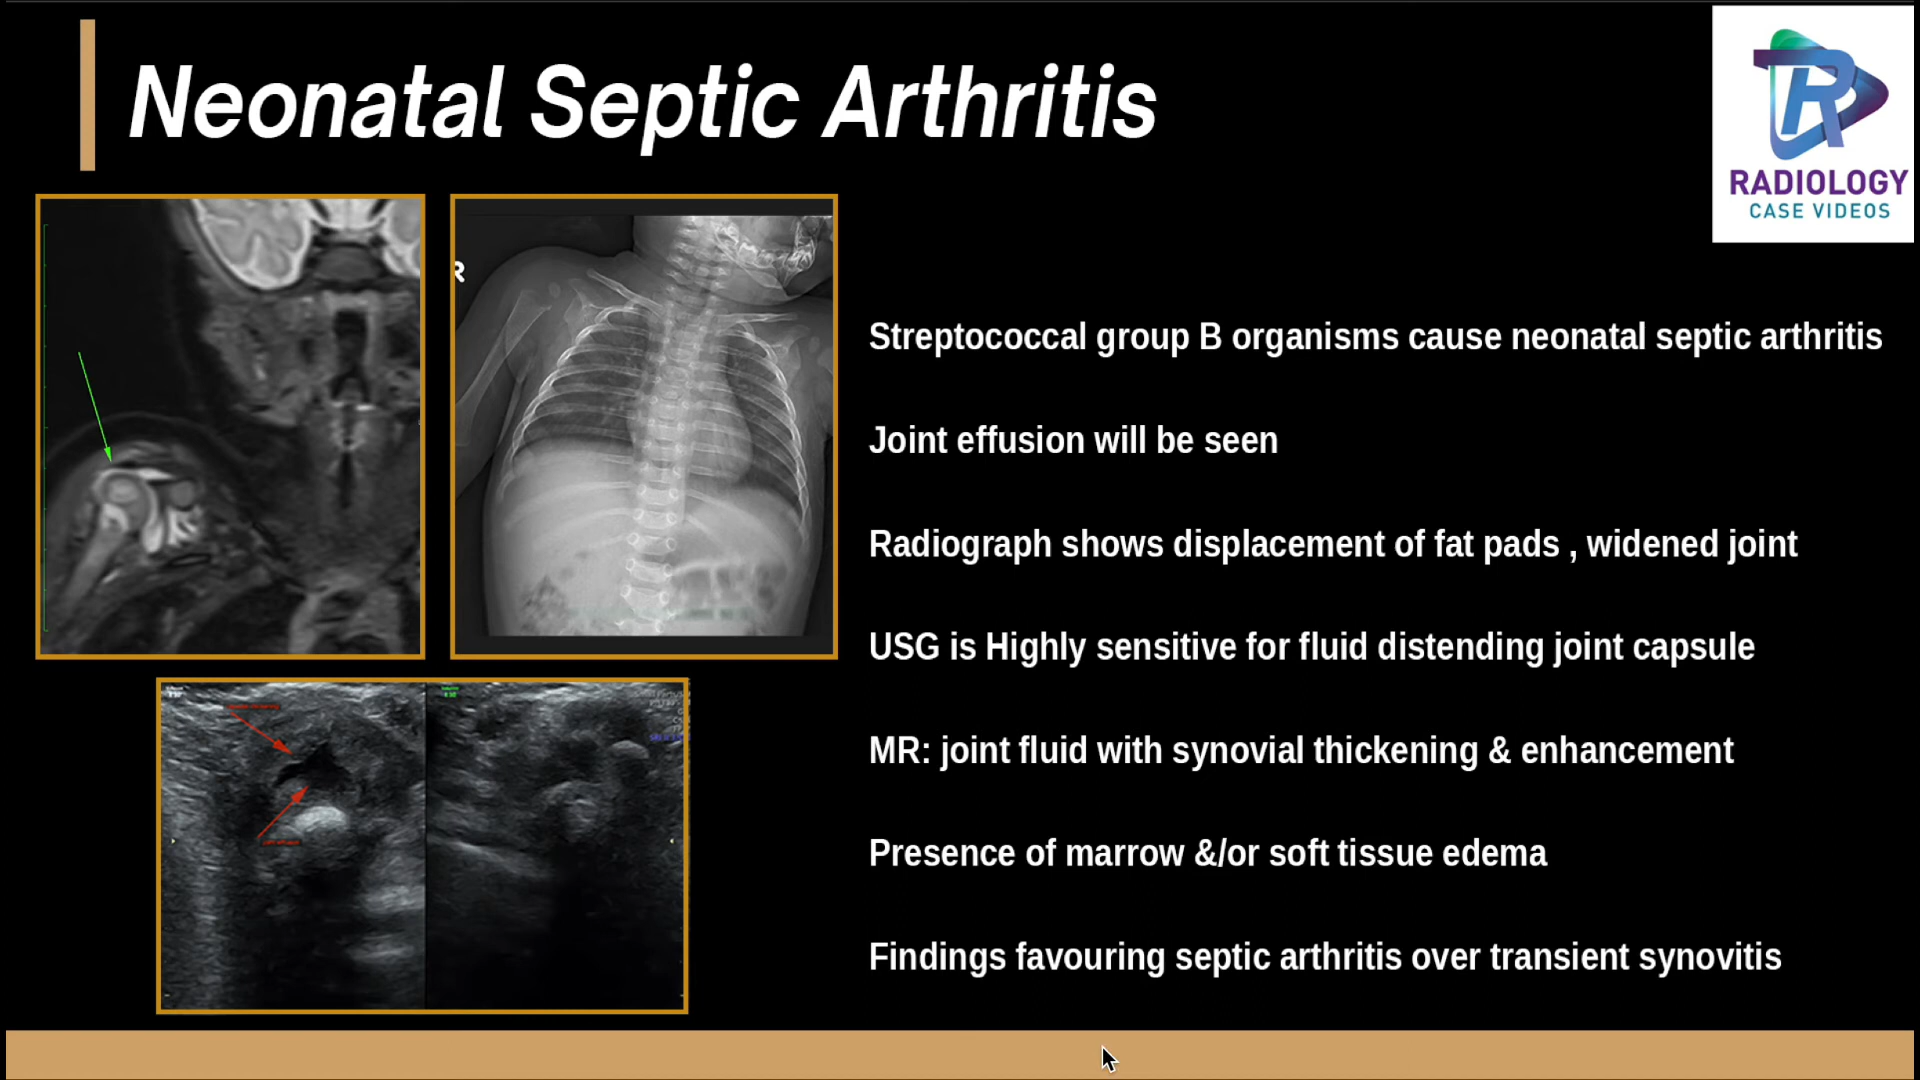 Neonatal Septic Arthritis
RADIOLOGY
CASE VIDEOS
R
Streptococcal group B organisms cause neonatal septic arthritis
Joint effusion will be seen
Radiograph shows displacement of fat pads , widened joint
USG is Highly sensitive for fluid distending joint capsule
MR: joint fluid with synovial thickening & enhancement
Presence of marrow &/or soft tissue edema
Findings favouring septic arthritis over transient synovitis